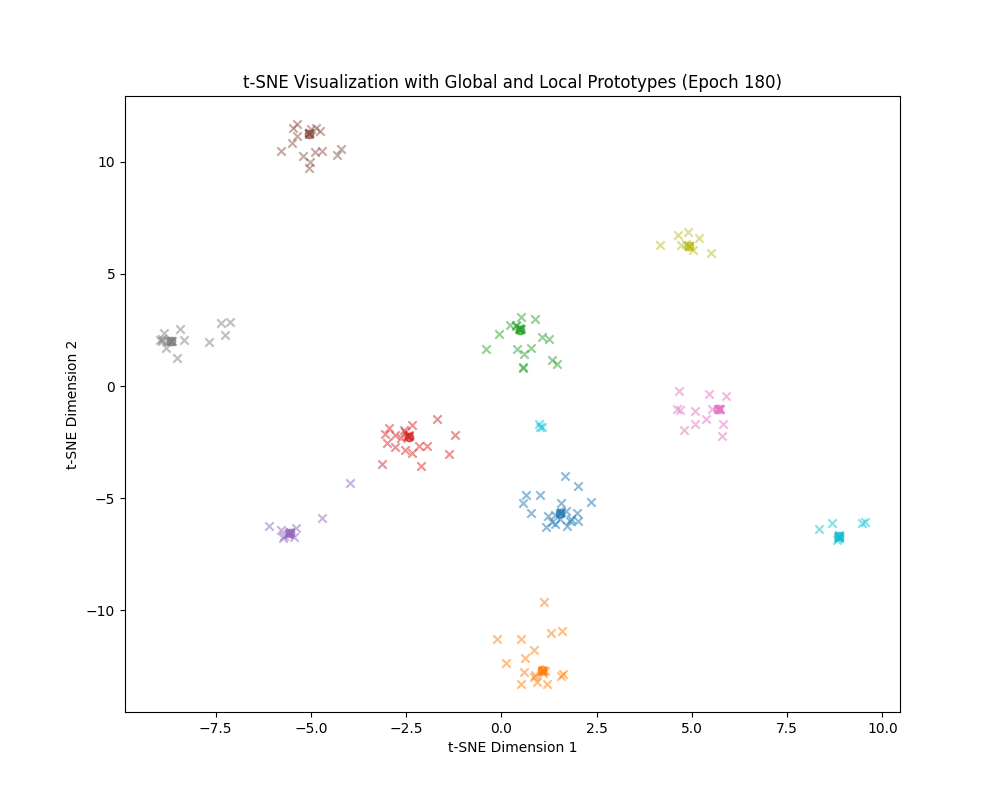 t-SNE Visualization with Global and Local Prototypes (Epoch 180)
t-SNE Dimension 2
10
5
0
−5
−10
−7.5 −5.0 −2.5 0.0 2.5 5.0 7.5 10.0
t-SNE Dimension 1